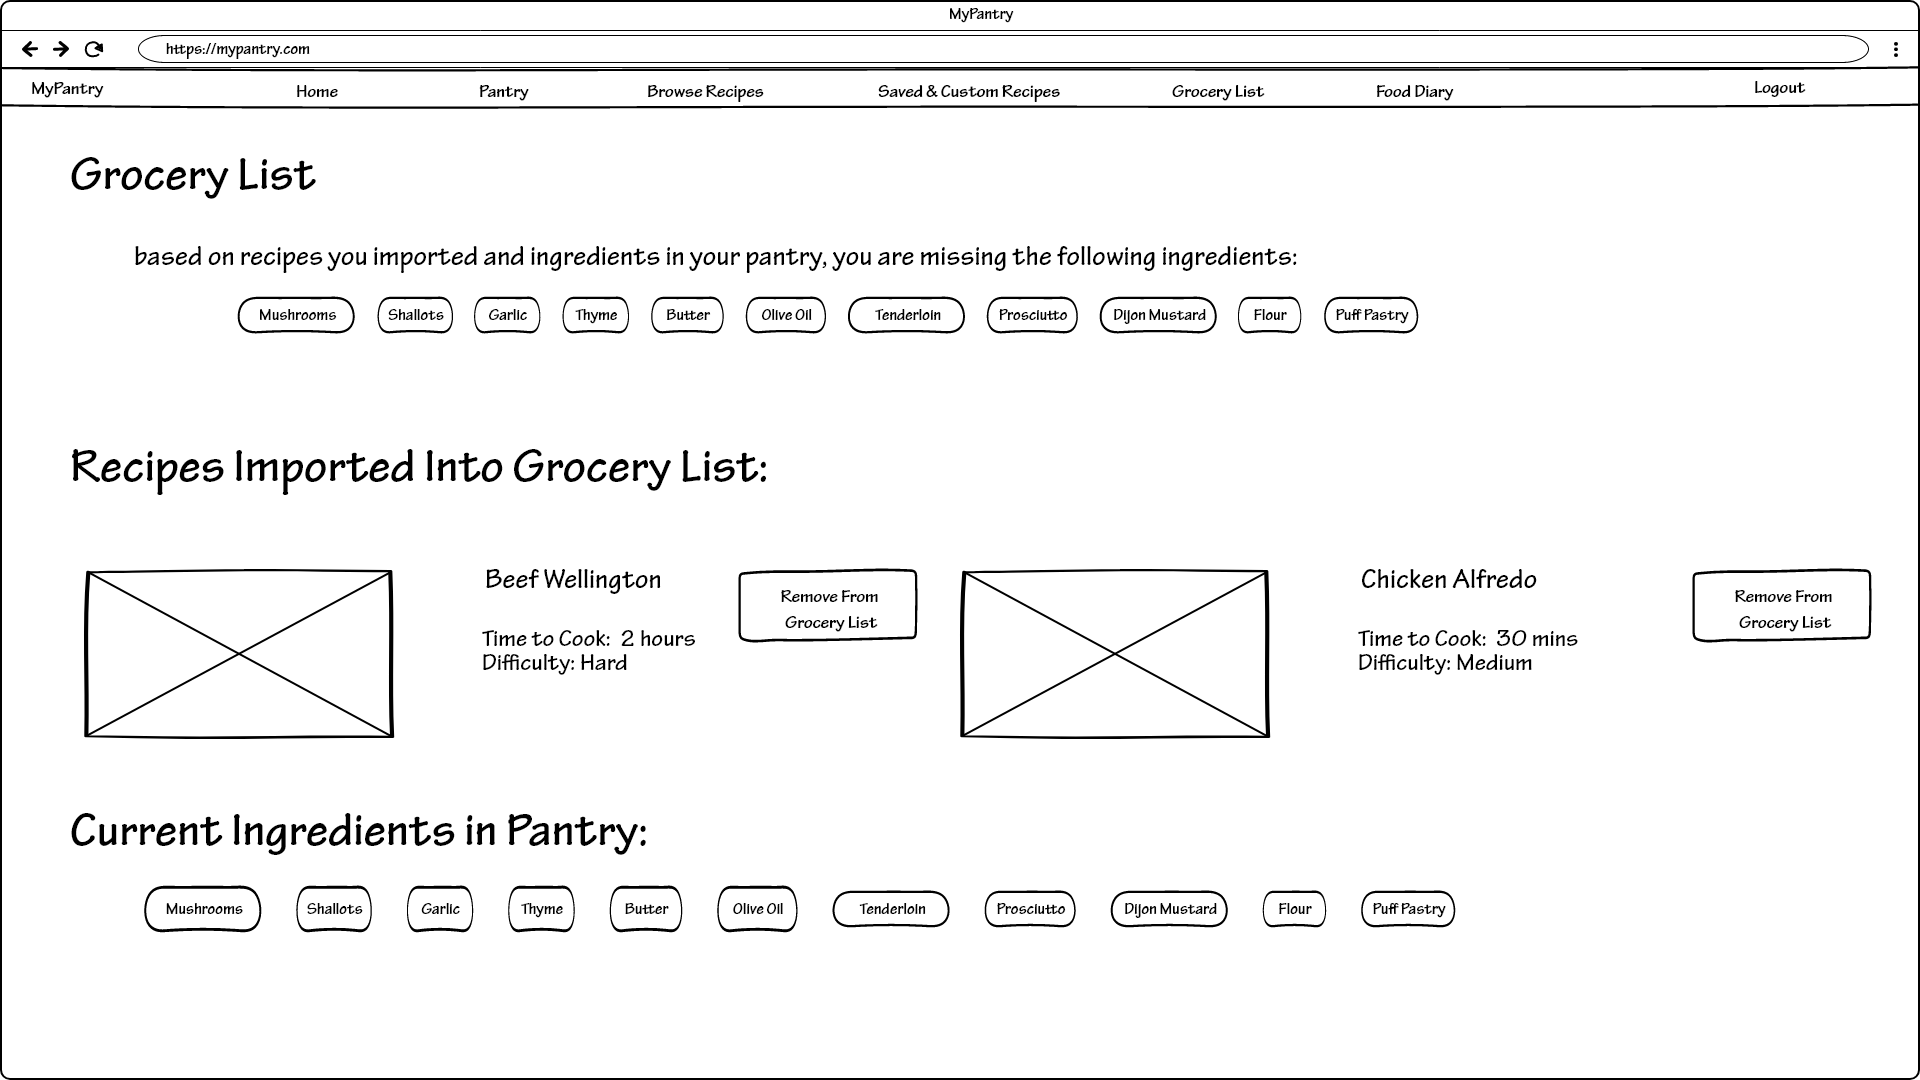 MyPantry
https://mypantry.com
MyPantry Home Pantry Browse Recipes Saved & Custom Recipes Grocery List Food Diary Logout
Grocery List
based on recipes you imported and ingredients in your pantry, you are missing the following ingredients:
Mushrooms Shallots Garlic Thyme Butter Olive Oil Tenderloin Prosciutto Dijon Mustard Flour Puff Pastry
Recipes Imported Into Grocery List:
Beef Wellington
Time to Cook: 2 hours
Difficulty: Hard
Remove From
Grocery List
Chicken Alfredo
Time to Cook: 30 mins
Difficulty: Medium
Remove From
Grocery List
Current Ingredients in Pantry:
Mushrooms Shallots Garlic Thyme Butter Olive Oil Tenderloin Prosciutto Dijon Mustard Flour Puff Pastry